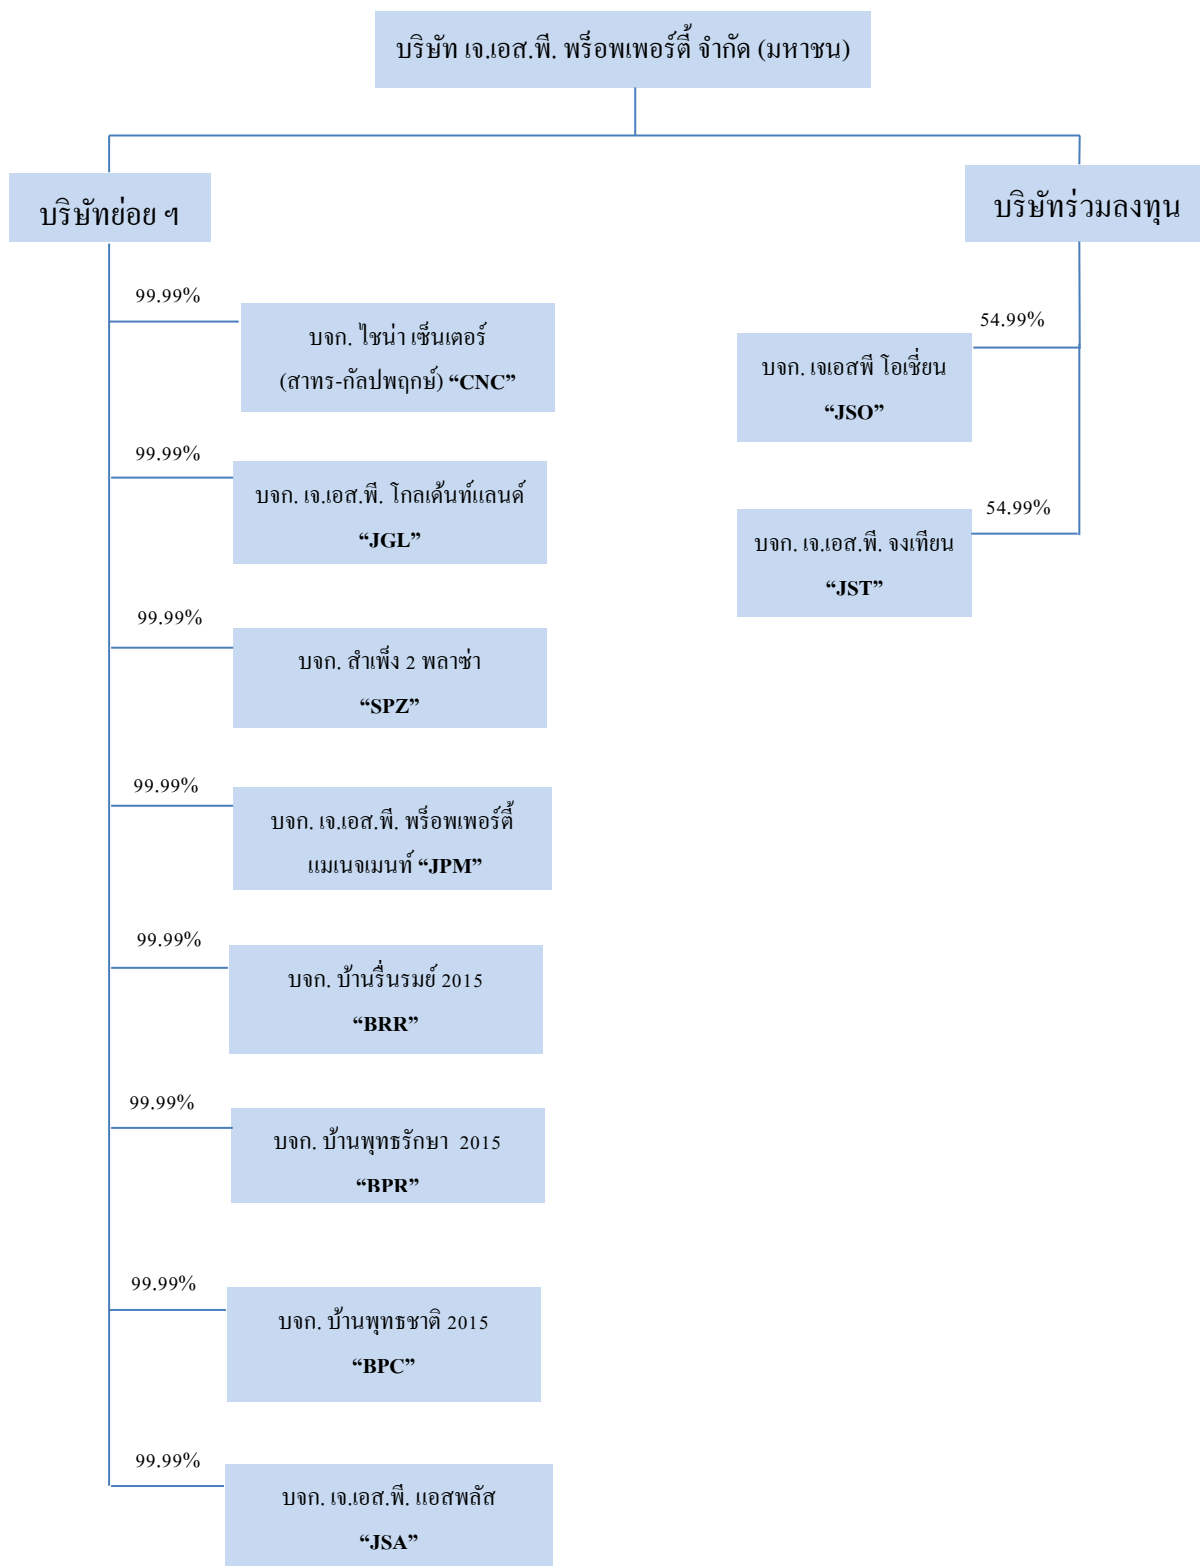 บริษัท เจ.เอส.พี. พร็อพเพอร์ตี้ จำกัด (มหาชน)
บริษัทย่อย ฯ
99.99%
บจก. ไชน่า เซ็นเตอร์
(สาทร-กัลปพฤกษ์) “CNC”
99.99%
บจก. เจ.เอส.พี. โกลเด้นท์แลนด์
“JGL”
99.99%
บจก. สำเพ็ง 2 พลาซ่า
“SPZ”
99.99%
บจก. เจ.เอส.พี. พร็อพเพอร์ตี้
แมเนจเมนท์ “JPM”
99.99%
บจก. บ้านรื่นรมย์ 2015
“BRR”
99.99%
บจก. บ้านพุทธรักษา 2015
“BPR”
99.99%
บจก. บ้านพุทธชาติ 2015
“BPC”
99.99%
บจก. เจ.เอส.พี. แอสพลัส
“JSA”
บริษัทร่วมลงทุน
54.99%
บจก. เจเอสพี โอเชี่ยน
“JSO”
54.99%
บจก. เจ.เอส.พี. จงเทียน
“JST”